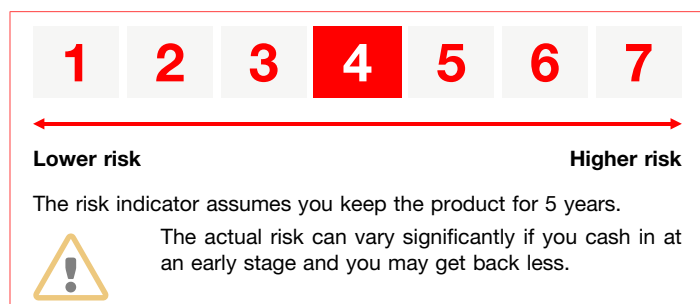 1 2 3 4 5 6 7
Lower risk Higher risk
The risk indicator assumes you keep the product for 5 years.
The actual risk can vary significantly if you cash in at
an early stage and you may get back less.